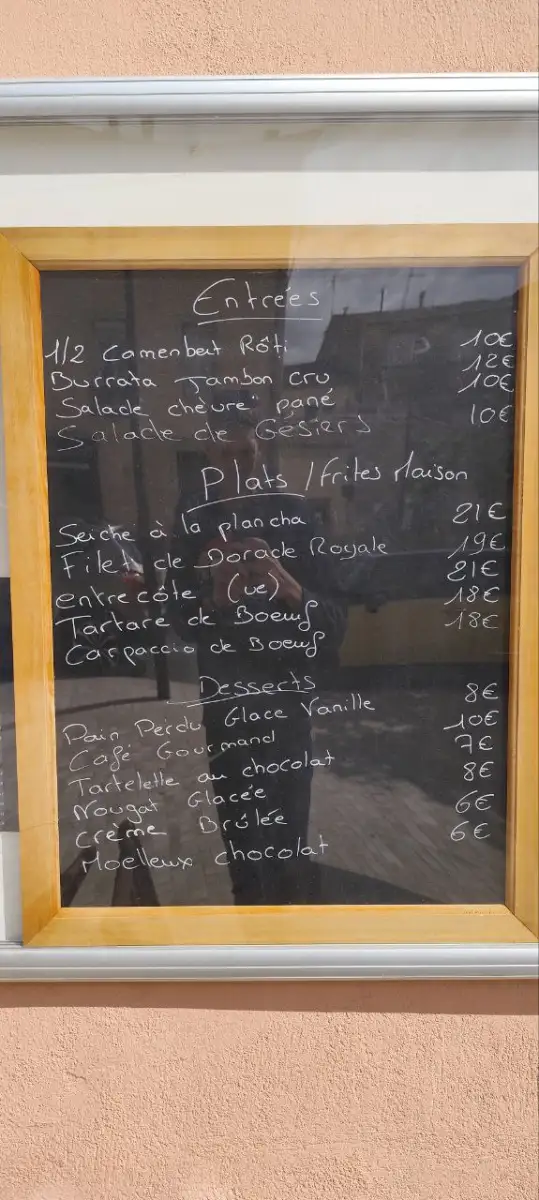 Entrées
1/2 Camembert Rôti 10€
Burrata Jambon cru 12€
Salade chèvre pané 10€
Salade de Gésiers 10€
Plats / Frites Maison
Seiche à la plancha 21€
Filet de Dorade Royale 19€
entrecôte (ue) 21€
Tartare de Boeuf 18€
Carpaccio de Boeuf 18€
Desserts
Pain Perdu Glace Vanille 8€
Café Gourmand 10€
Tartelette au chocolat 7€
Nougat Glacée 8€
Crème Brûlée 6€
Moelleux chocolat 6€